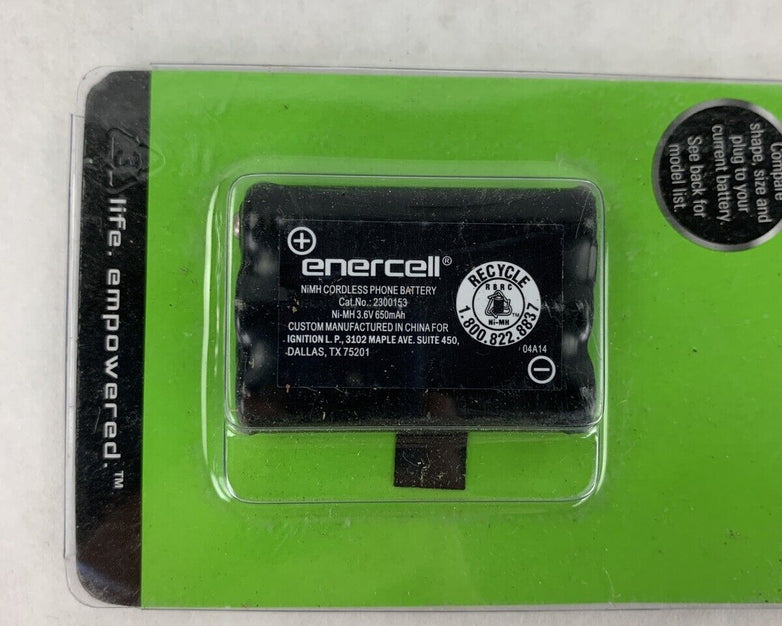 life. empowered.™
enercell®
NiMH CORDLESS PHONE BATTERY
Cat.No.: 2300153
Ni-MH 3.6V 650mAh
CUSTOM MANUFACTURED IN CHINA FOR
IGNITION L. P., 3102 MAPLE AVE. SUITE 450,
DALLAS, TX 75201
RECYCLE
RBRC
Ni-MH
TM
1.800.822.8837
04A14
shape, size and
plug to your
current battery.
See back for
model list.